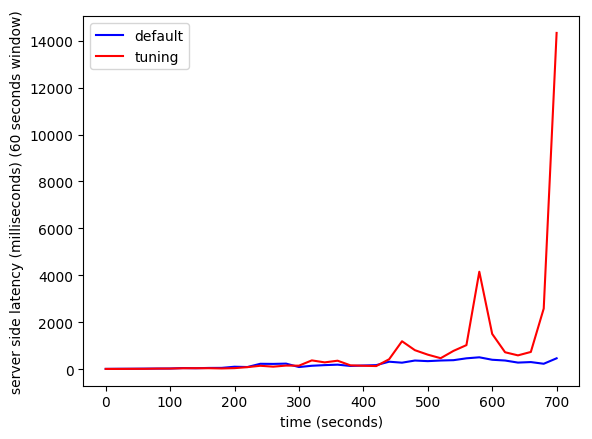 server side latency (milliseconds) (60 seconds window)
14000
12000
10000
8000
6000
4000
2000
0
default
tuning
0 100 200 300 400 500 600 700
time (seconds)